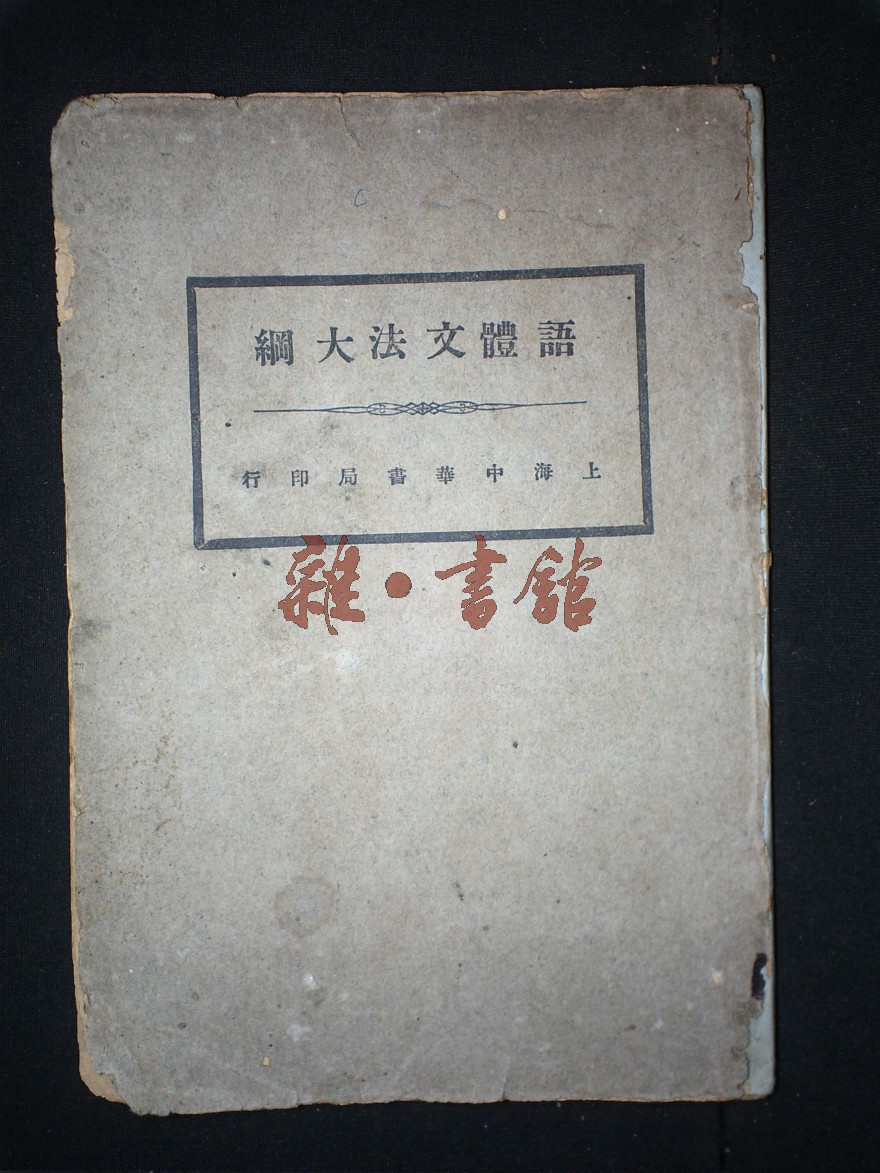 語體文法大綱
上海中華書局印行
雜·書館